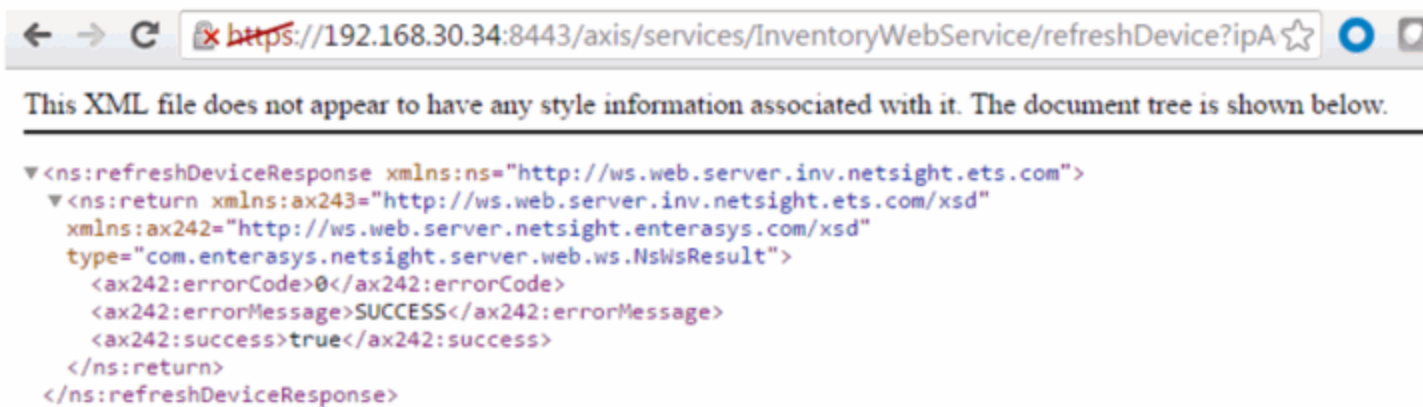 https://192.168.30.34:8443/axis/services/InventoryWebService/refreshDevice?ipA
This XML file does not appear to have any style information associated with it. The document tree is shown below.
<ns:refreshDeviceResponse xmlns:ns="http://ws.web.server.inv.netsight.ets.com">
<ns:return xmlns:ax243="http://ws.web.server.inv.netsight.ets.com/xsd"
xmlns:ax242="http://ws.web.server.netsight.enterasys.com/xsd"
type="com.enterasys.netsight.server.web.ws.NsWsResult">
<ax242:errorCode>0</ax242:errorCode>
<ax242:errorMessage>SUCCESS</ax242:errorMessage>
<ax242:success>true</ax242:success>
</ns:return>
</ns:refreshDeviceResponse>